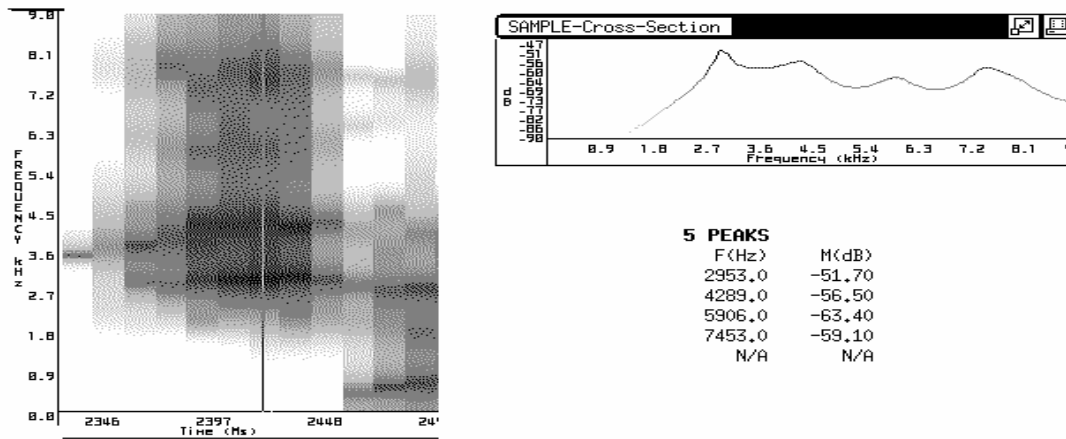 9.0
8.1
7.2
6.3
5.4
4.5
3.6
2.7
1.8
0.9
0.0
FREQUENCY kHz
2346 2397 2448
Time (Ms)
SAMPLE-Cross-Section
-47
-51
-56
-60
-64
-69
-73
-77
-82
-86
-90
dB
0.9 1.8 2.7 3.6 4.5 5.4 6.3 7.2 8.1
Frequency (kHz)
5 PEAKS
F(Hz) M(dB)
2953.0 -51.70
4289.0 -56.50
5906.0 -63.40
7453.0 -59.10
N/A N/A